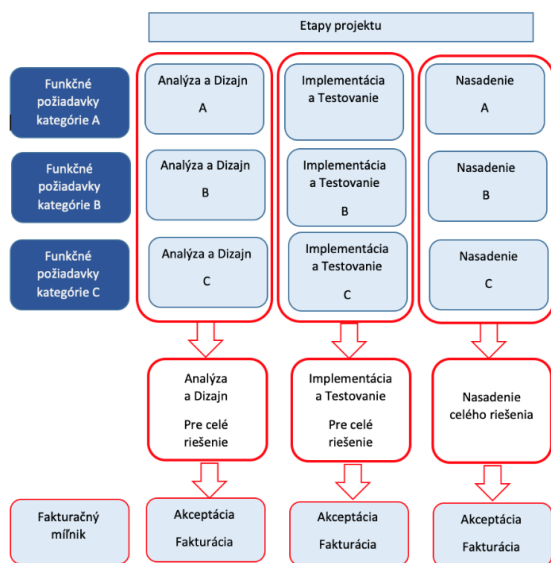 Etapy projektu
Funkčné
požiadavky
kategórie A
Analýza a Dizajn
A
Implementácia
a Testovanie
Nasadenie
A
Funkčné
požiadavky
kategórie B
Analýza a Dizajn
B
Implementácia
a Testovanie
B
Nasadenie
B
Funkčné
požiadavky
kategórie C
Analýza a Dizajn
C
Implementácia
a Testovanie
C
Nasadenie
C
Analýza
a Dizajn
Pre celé
riešenie
Implementácia
a Testovanie
Pre celé
riešenie
Nasadenie
celého riešenia
Fakturačný
míľnik
Akceptácia
Fakturácia
Akceptácia
Fakturácia
Akceptácia
Fakturácia